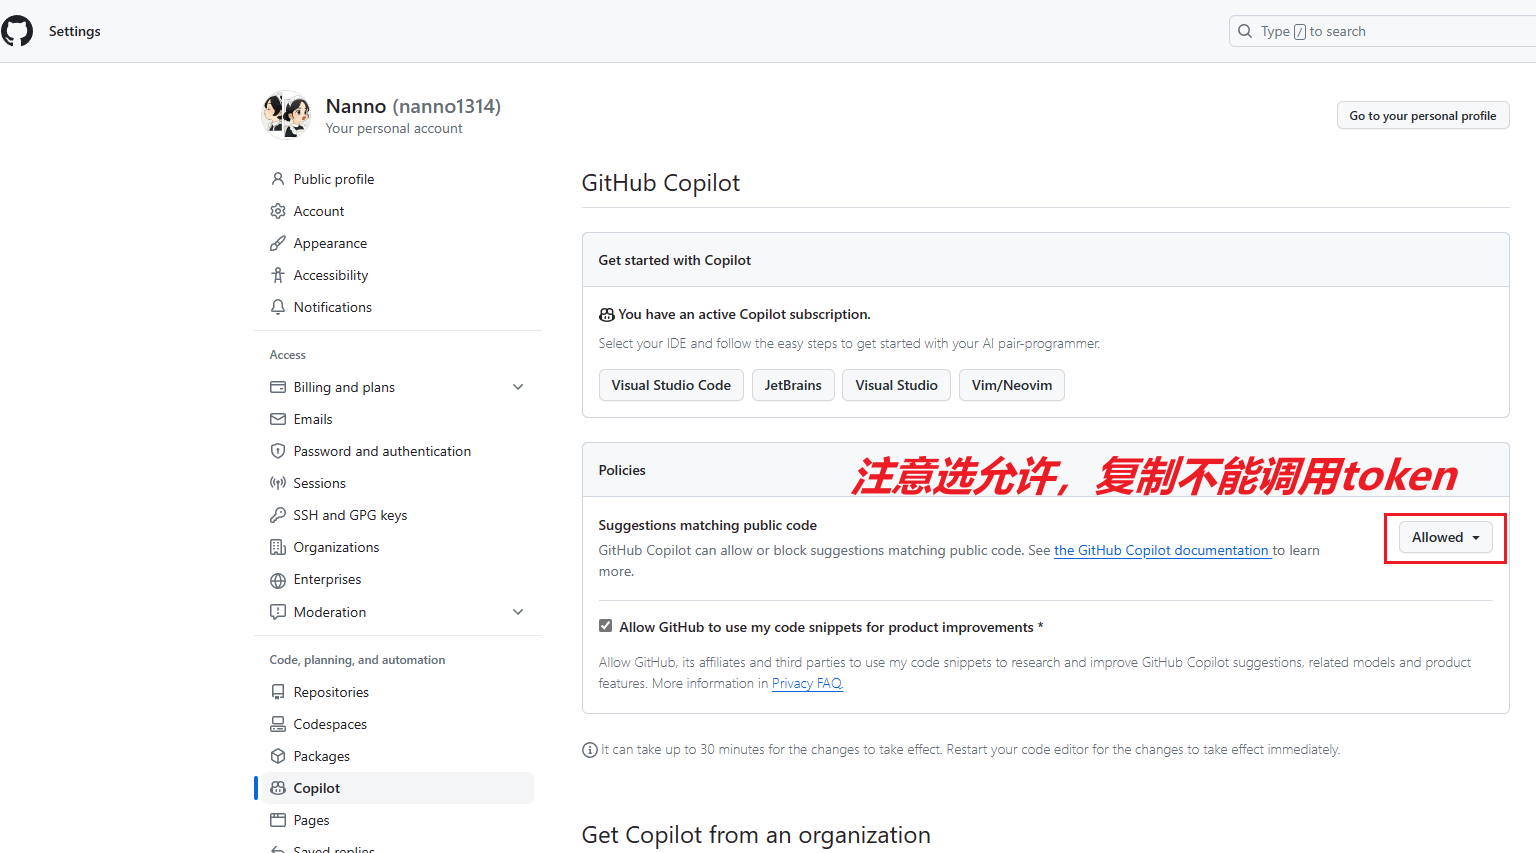 Settings
Type / to search
Nanno (nanno1314)
Your personal account
Go to your personal profile
Public profile
Account
Appearance
Accessibility
Notifications
Access
Billing and plans
Emails
Password and authentication
Sessions
SSH and GPG keys
Organizations
Enterprises
Moderation
Code, planning, and automation
Repositories
Codespaces
Packages
Copilot
Pages
Saved replies
GitHub Copilot
Get started with Copilot
You have an active Copilot subscription.
Select your IDE and follow the easy steps to get started with your AI pair-programmer.
Visual Studio Code
JetBrains
Visual Studio
Vim/Neovim
Policies
注意选允许，复制不能调用token
Suggestions matching public code
GitHub Copilot can allow or block suggestions matching public code. See the GitHub Copilot documentation to learn
more.
Allowed
Allow GitHub to use my code snippets for product improvements *
Allow GitHub, its affiliates and third parties to use my code snippets to research and improve GitHub Copilot suggestions, related models and product
features. More information in Privacy FAQ.
It can take up to 30 minutes for the changes to take effect. Restart your code editor for the changes to take effect immediately.
Get Copilot from an organization